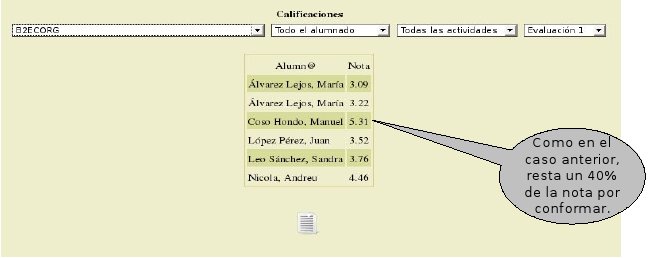 Calificaciones
B2ECORG Todo el alumnado Todas las actividades Evaluación 1
Alumn@ Nota
Álvarez Lejos, María 3.09
Álvarez Lejos, María 3.22
Coso Hondo, Manuel 5.31
López Pérez, Juan 3.52
Leo Sánchez, Sandra 3.76
Nicola, Andreu 4.46
Como en el
caso anterior,
resta un 40%
de la nota por
conformar.